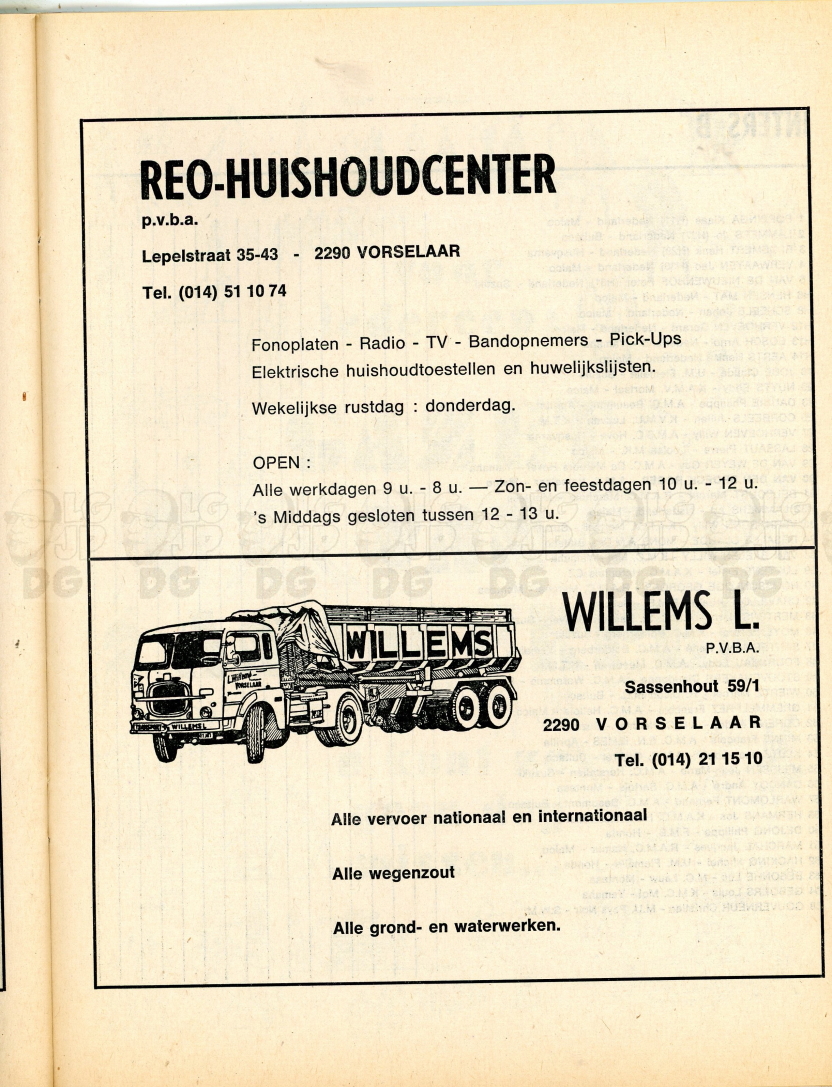 REO-HUISHOUDCENTER
p.v.b.a.
Lepelstraat 35-43 - 2290 VORSELAAR
Tel. (014) 51 10 74
Fonoplaten - Radio - TV - Bandopnemers - Pick-Ups
Elektrische huishoudtoestellen en huwelijkslijsten.
Wekelijkse rustdag : donderdag.
OPEN :
Alle werkdagen 9 u. - 8 u. — Zon- en feestdagen 10 u. - 12 u.
's Middags gesloten tussen 12 - 13 u.
WILLEMS L.
P.V.B.A.
Sassenhout 59/1
2290 VORSELAAR
Tel. (014) 21 15 10
WILLEMS
VORSELAAR
WILLEMS L
Alle vervoer nationaal en internationaal
Alle wegenzout
Alle grond- en waterwerken.